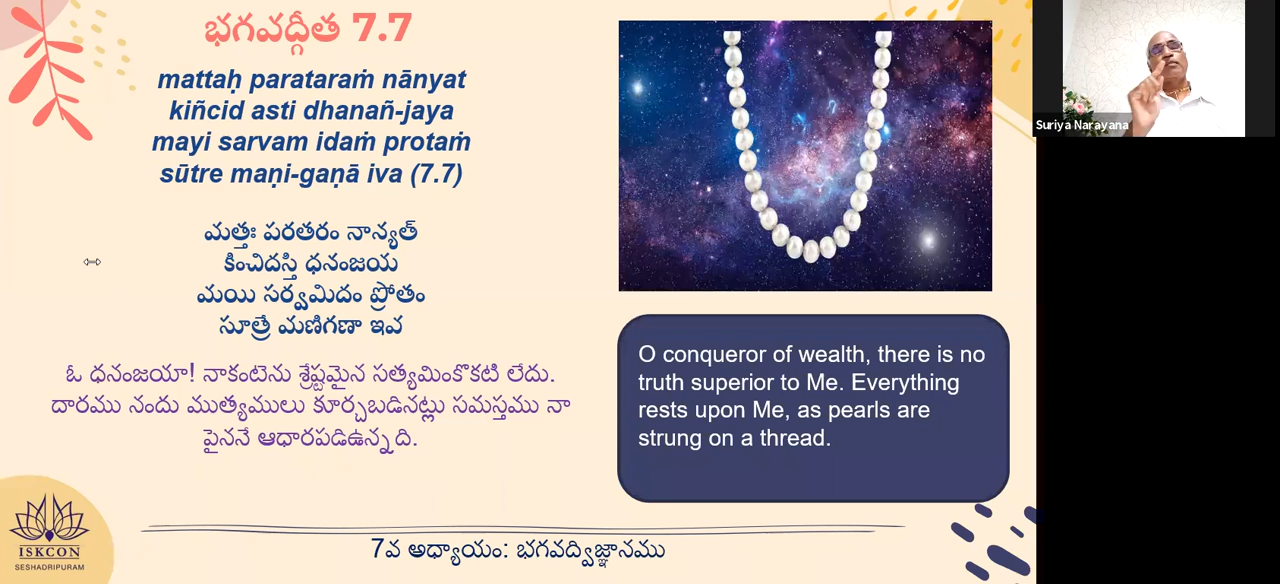 భగవద్గీత 7.7
mattaḥ parataraṁ nānyat
kiñcid asti dhanañ-jaya
mayi sarvam idaṁ protaṁ
sūtre maṇi-gaṇā iva (7.7)
మత్తః పరతరం నాన్యత్
కించిదస్తి ధనంజయ
మయి సర్వమిదం ప్రోతం
సూత్రే మణిగణా ఇవ
ఓ ధనంజయా! నాకంటెను శ్రేష్టమైన సత్యమింకొకటి లేదు.
దారము నందు ముత్యములు కూర్చబడినట్లు సమస్తము నా
పైననే ఆధారపడిఉన్నది.
O conqueror of wealth, there is no
truth superior to Me. Everything
rests upon Me, as pearls are
strung on a thread.
7వ అధ్యాయం: భగవద్విజ్ఞానము
ISKCON
SESHADRIPURAM
Suriya Narayana